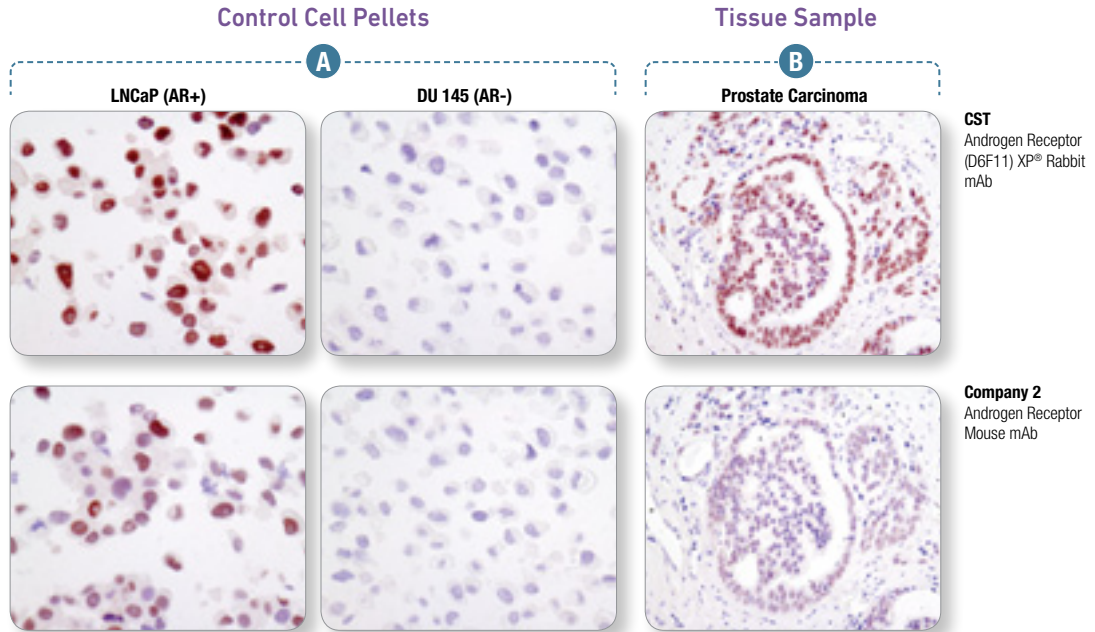 Control Cell Pellets
Tissue Sample
A
B
LNCaP (AR+)
DU 145 (AR-)
Prostate Carcinoma
CST
Androgen Receptor
(D6F11) XP® Rabbit
mAb
Company 2
Androgen Receptor
Mouse mAb